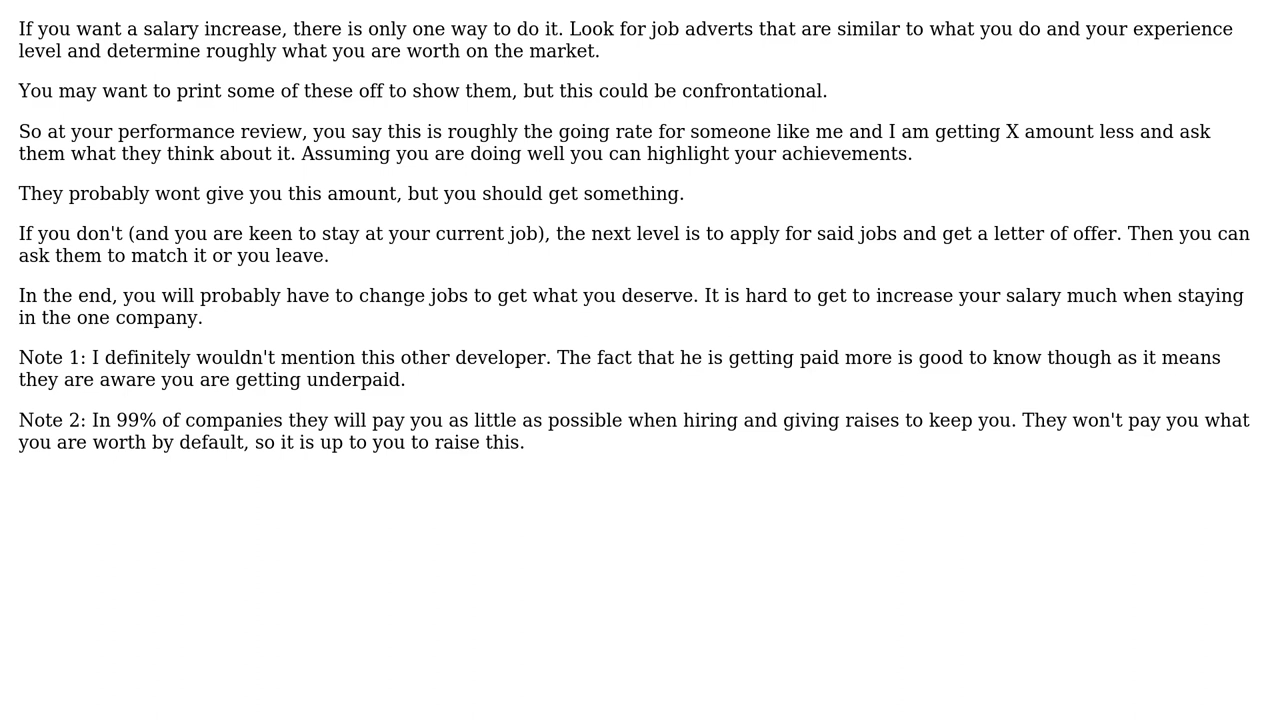 If you want a salary increase, there is only one way to do it. Look for job adverts that are similar to what you do and your experience
level and determine roughly what you are worth on the market.
You may want to print some of these off to show them, but this could be confrontational.
So at your performance review, you say this is roughly the going rate for someone like me and I am getting X amount less and ask
them what they think about it. Assuming you are doing well you can highlight your achievements.
They probably wont give you this amount, but you should get something.
If you don't (and you are keen to stay at your current job), the next level is to apply for said jobs and get a letter of offer. Then you can
ask them to match it or you leave.
In the end, you will probably have to change jobs to get what you deserve. It is hard to get to increase your salary much when staying
in the one company.
Note 1: I definitely wouldn't mention this other developer. The fact that he is getting paid more is good to know though as it means
they are aware you are getting underpaid.
Note 2: In 99% of companies they will pay you as little as possible when hiring and giving raises to keep you. They won't pay you what
you are worth by default, so it is up to you to raise this.